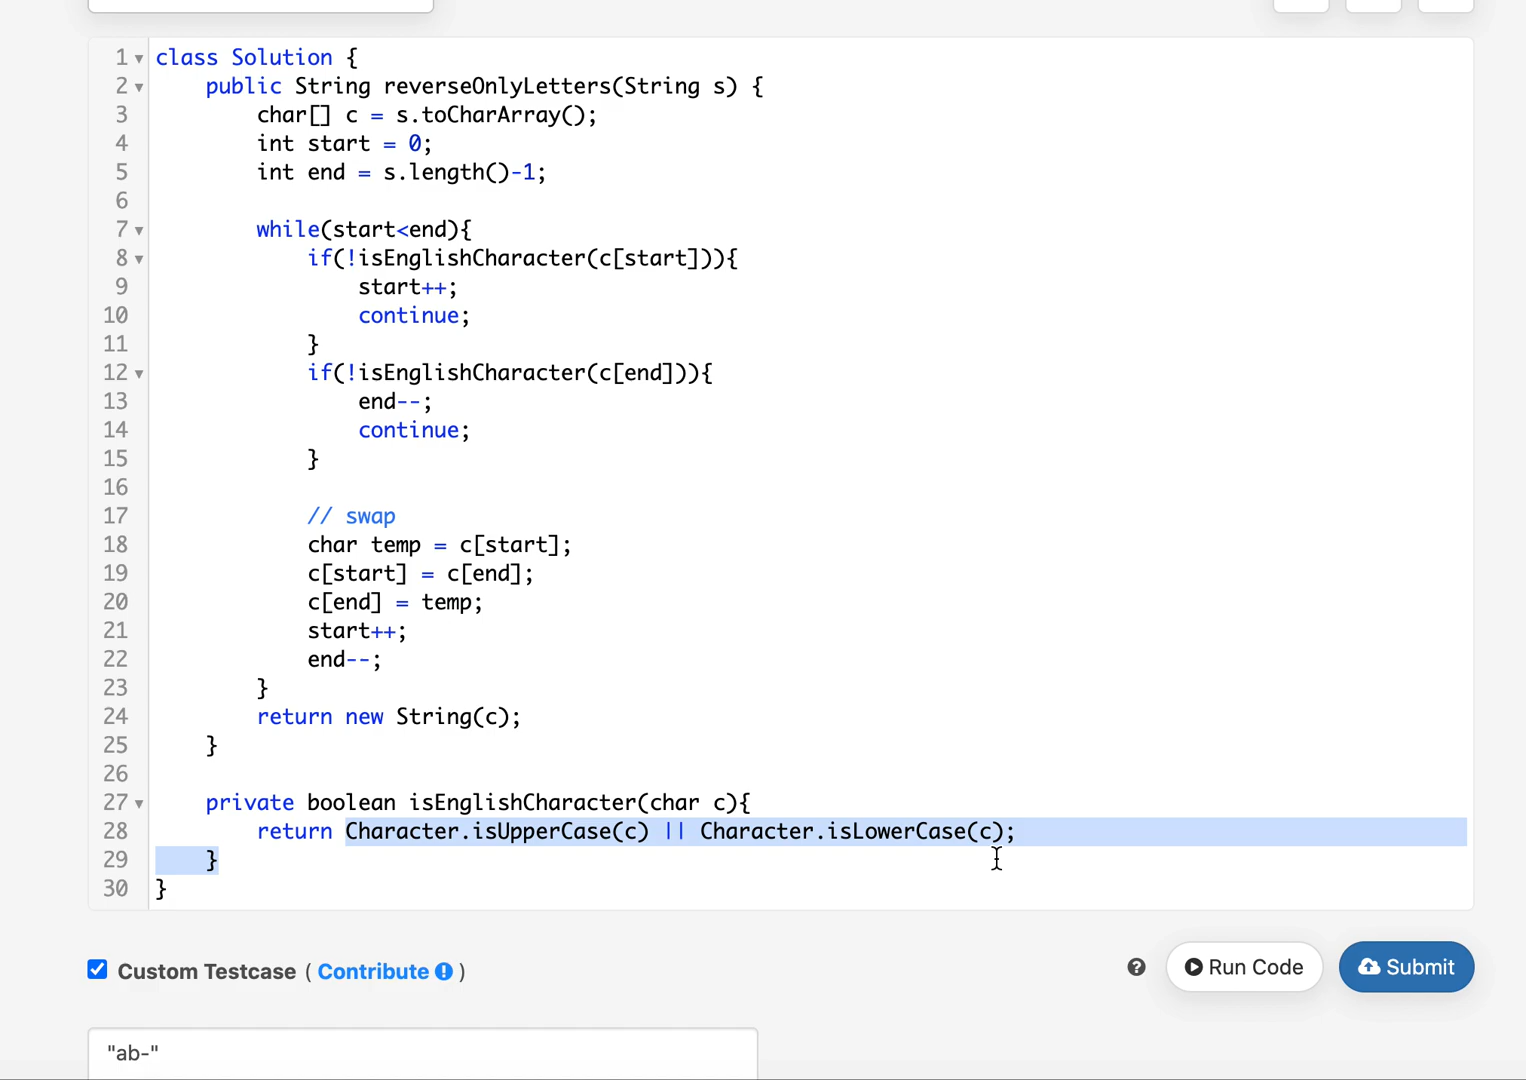 1 class Solution {
2 public String reverseOnlyLetters(String s) {
3 char[] c = s.toCharArray();
4 int start = 0;
5 int end = s.length()-1;
6
7 while(start<end){
8 if(!isEnglishCharacter(c[start])){
9 start++;
10 continue;
11 }
12 if(!isEnglishCharacter(c[end])){
13 end--;
14 continue;
15 }
16
17 // swap
18 char temp = c[start];
19 c[start] = c[end];
20 c[end] = temp;
21 start++;
22 end--;
23 }
24 return new String(c);
25 }
26
27 private boolean isEnglishCharacter(char c){
28 return Character.isUpperCase(c) || Character.isLowerCase(c);
29 }
30 }
Custom Testcase ( Contribute ! ) ? Run Code Submit
"ab-"